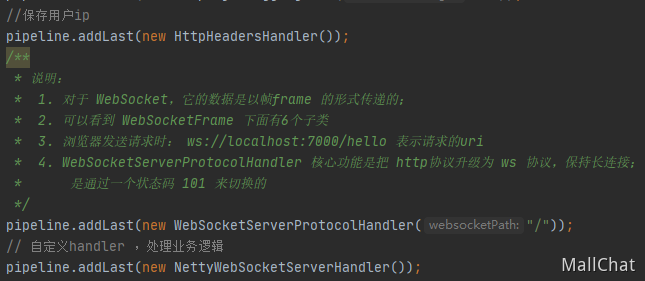 //保存用户ip
pipeline.addLast(new HttpHeadersHandler());
/**
* 说明:
* 1. 对于 WebSocket，它的数据是以帧frame 的形式传递的;
* 2. 可以看到 WebSocketFrame 下面有6个子类
* 3. 浏览器发送请求时： ws://localhost:7000/hello 表示请求的uri
* 4. WebSocketServerProtocolHandler 核心功能是把 http协议升级为 ws 协议，保持长连接;
* 是通过一个状态码 101 来切换的
*/
pipeline.addLast(new WebSocketServerProtocolHandler( websocketPath: "/"));
// 自定义handler ，处理业务逻辑
pipeline.addLast(new NettyWebSocketServerHandler());
MallChat